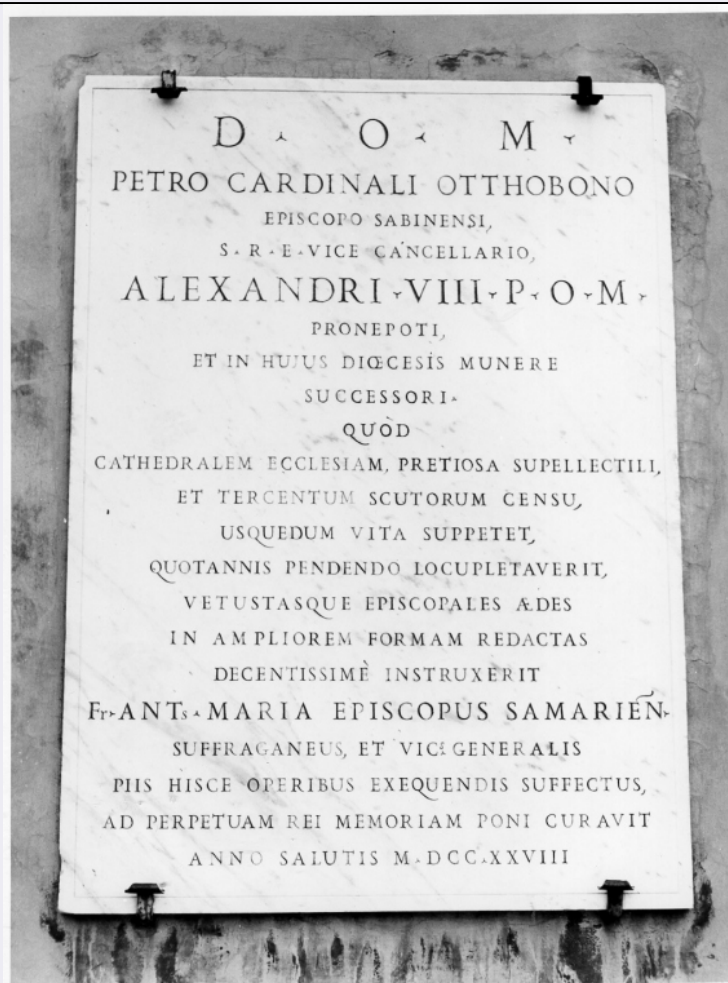 D · O · M ·
PETRO CARDINALI OTTHOBONO
EPISCOPO SABINENSI,
S · R · E · VICE CANCELLARIO,
ALEXANDRI · VIII · P · O · M ·
PRONEPOTI,
ET IN HUJUS DIŒCESIS MUNERE
SUCCESSORI ·
QUÒD
CATHEDRALEM ECCLESIAM, PRETIOSA SUPELLECTILI,
ET TERCENTUM SCUTORUM CENSU,
USQUEDUM VITA SUPPETET,
QUOTANNIS PENDENDO LOCUPLETAVERIT,
VETUSTASQUE EPISCOPALES ÆDES
IN AMPLIOREM FORMAM REDACTAS
DECENTISSIMÈ INSTRUXERIT
Fr · ANTs · MARIA EPISCOPUS SAMARIEÑ ·
SUFFRAGANEUS, ET VICs GENERALIS
PIIS HISCE OPERIBUS EXEQUENDIS SUFFECTUS,
AD PERPETUAM REI MEMORIAM PONI CURAVIT
ANNO SALUTIS M · DCC · XXVIII